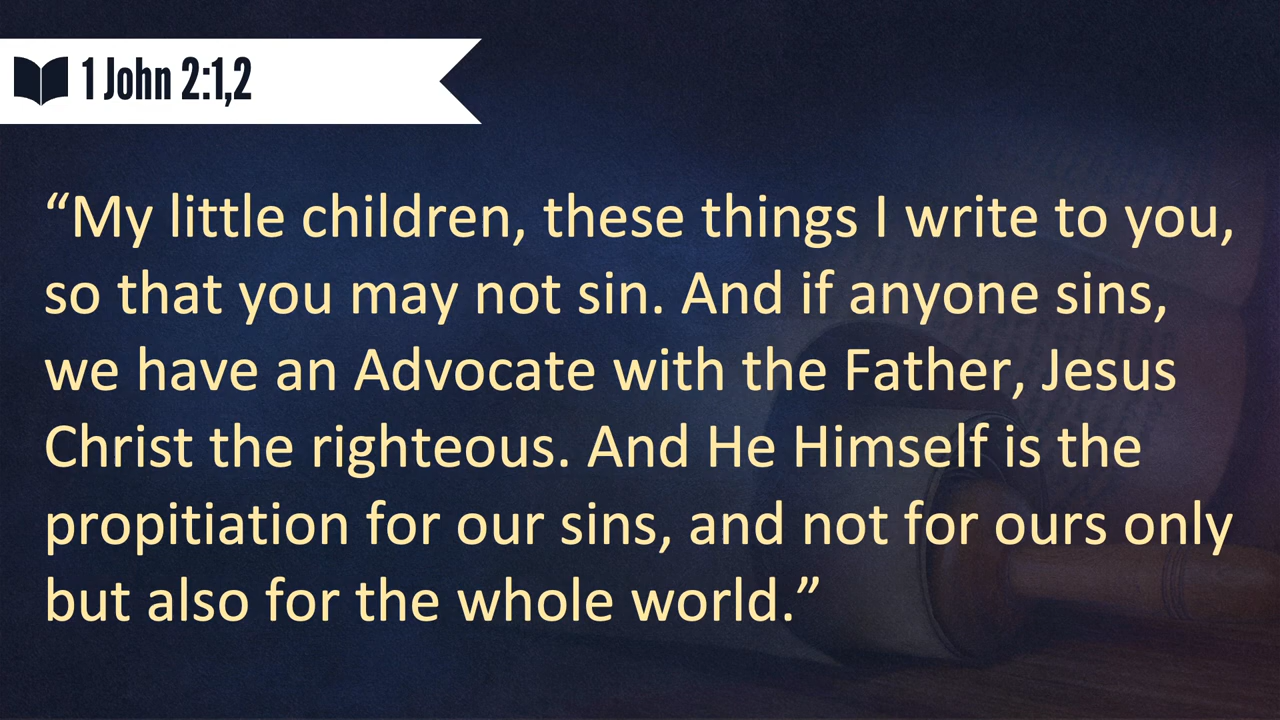 1 John 2:1,2
“My little children, these things I write to you,
so that you may not sin. And if anyone sins,
we have an Advocate with the Father, Jesus
Christ the righteous. And He Himself is the
propitiation for our sins, and not for ours only
but also for the whole world.”